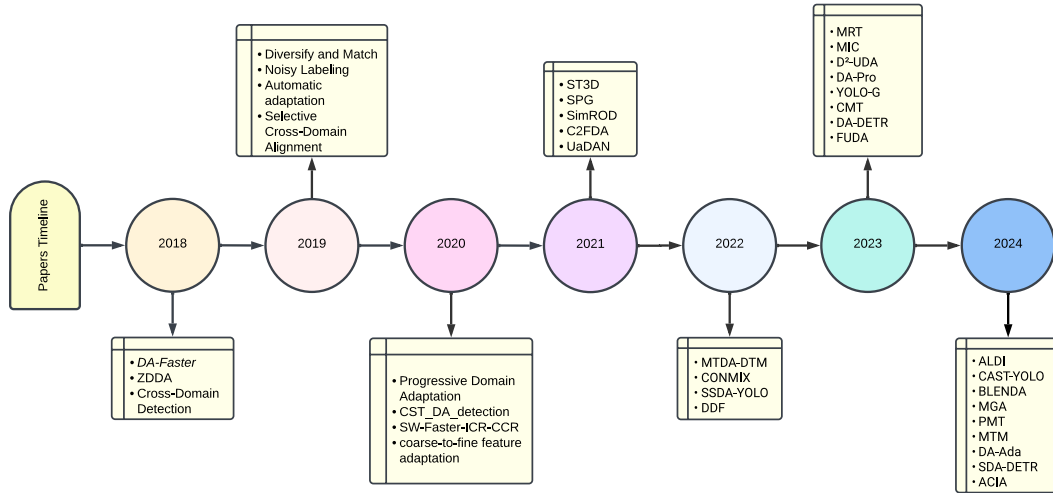 Papers Timeline
2018
• DA-Faster
• ZDDA
• Cross-Domain
Detection
2019
• Diversify and Match
• Noisy Labeling
• Automatic
adaptation
• Selective
Cross-Domain
Alignment
2020
• Progressive Domain
Adaptation
• CST_DA_detection
• SW-Faster-ICR-CCR
• coarse-to-fine feature
adaptation
2021
• ST3D
• SPG
• SimROD
• C2FDA
• UaDAN
2022
• MTDA-DTM
• CONMIX
• SSDA-YOLO
• DDF
2023
• MRT
• MIC
• D²-UDA
• DA-Pro
• YOLO-G
• CMT
• DA-DETR
• FUDA
2024
• ALDI
• CAST-YOLO
• BLENDA
• MGA
• PMT
• MTM
• DA-Ada
• SDA-DETR
• ACIA